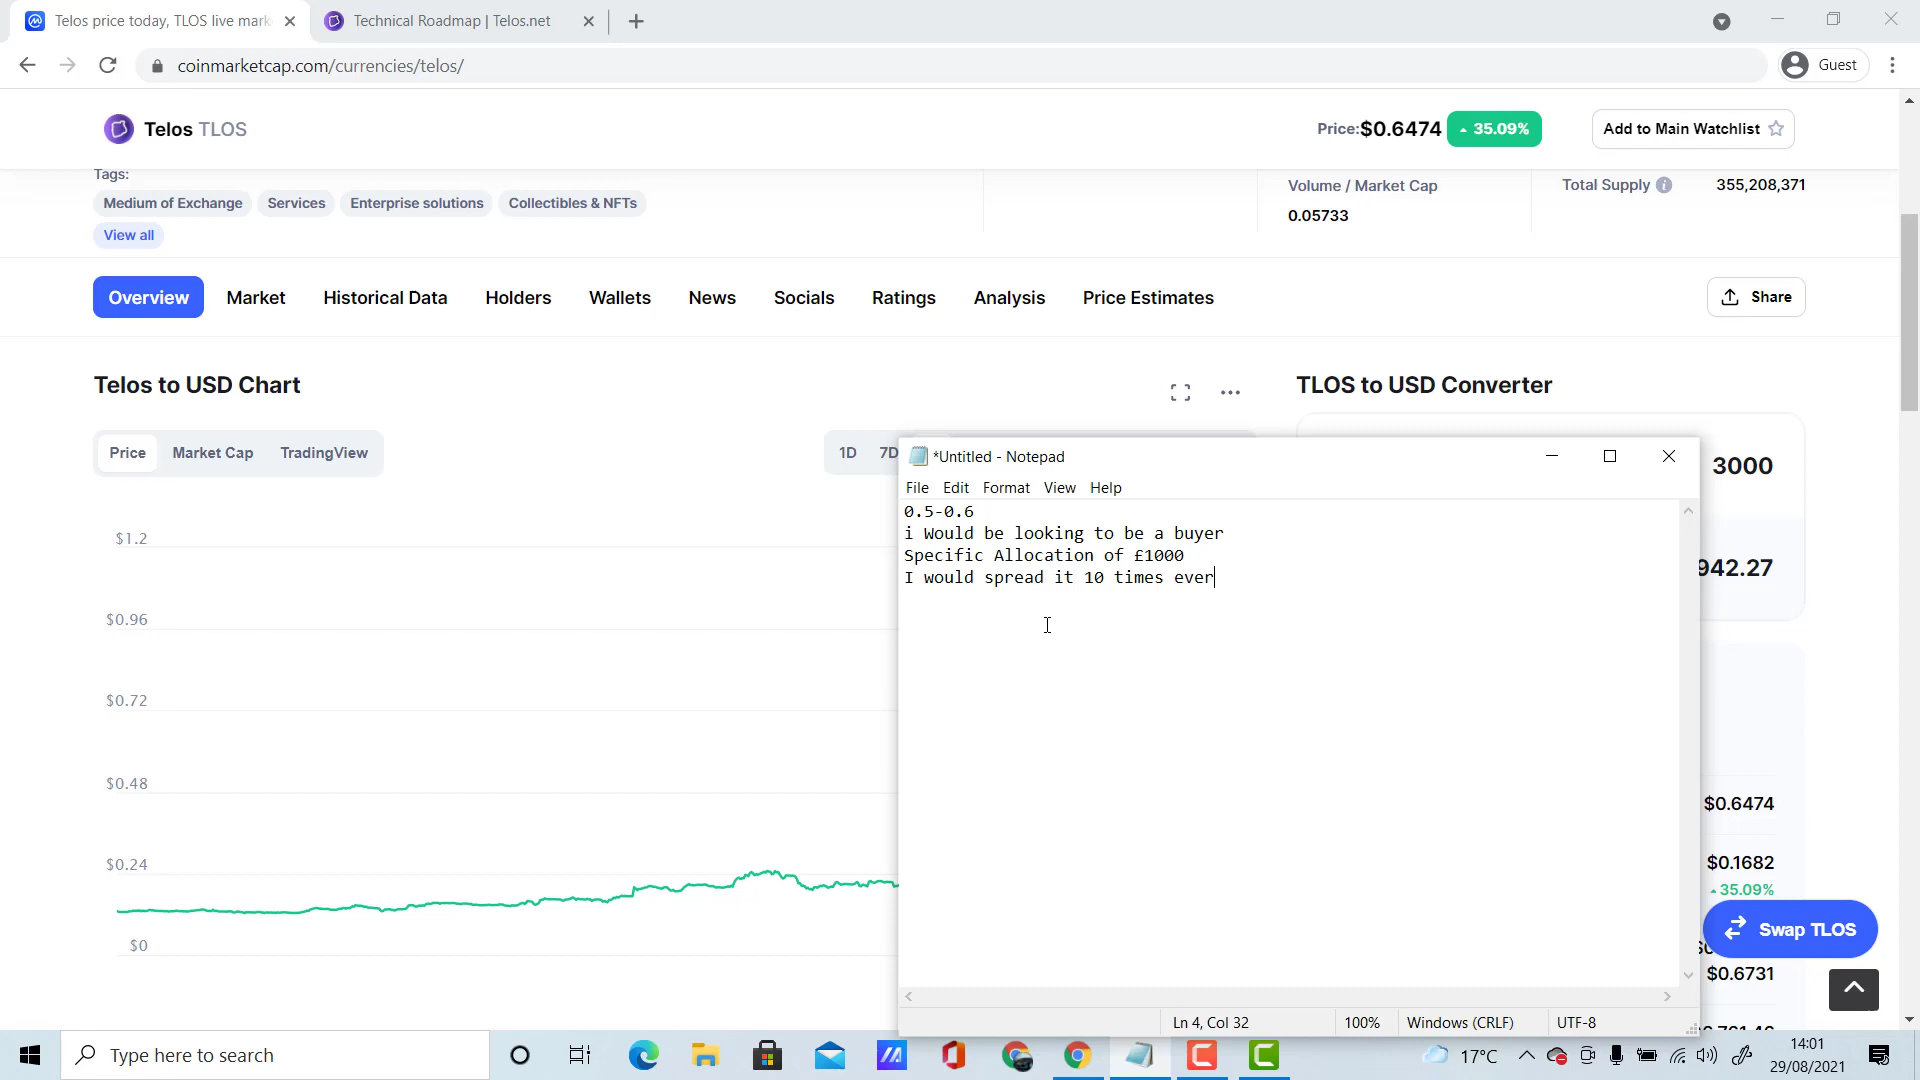 Telos price today, TLOS live mark
Technical Roadmap | Telos.net
coinmarketcap.com/currencies/telos/
Guest
Telos TLOS
Price:$0.6474
35.09%
Add to Main Watchlist
Tags:
Medium of Exchange
Services
Enterprise solutions
Collectibles & NFTs
View all
Volume / Market Cap
0.05733
Total Supply
355,208,371
Overview
Market
Historical Data
Holders
Wallets
News
Socials
Ratings
Analysis
Price Estimates
Share
Telos to USD Chart
TLOS to USD Converter
Price
Market Cap
TradingView
1D
7D
3000
942.27
$1.2
$0.96
$0.72
$0.48
$0.24
$0
*Untitled - Notepad
File Edit Format View Help
0.5-0.6
i Would be looking to be a buyer
Specific Allocation of £1000
I would spread it 10 times ever
Ln 4, Col 32
100%
Windows (CRLF)
UTF-8
$0.6474
$0.1682
35.09%
Swap TLOS
$0.6731
Type here to search
17°C
14:01
29/08/2021